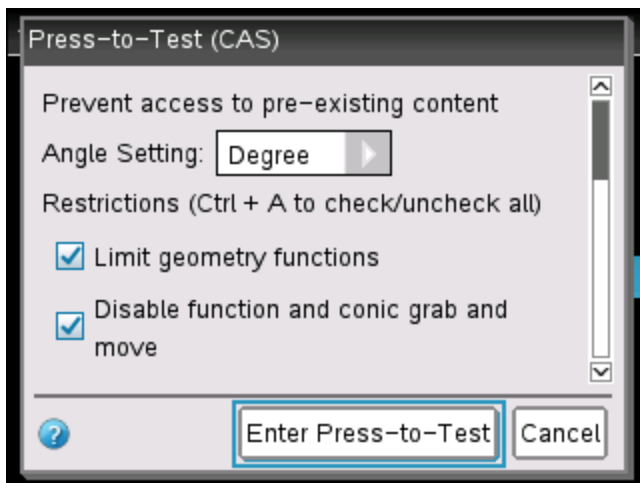 Press-to-Test (CAS)
Prevent access to pre-existing content
Angle Setting: Degree
Restrictions (Ctrl + A to check/uncheck all)
Limit geometry functions
Disable function and conic grab and
move
? Enter Press-to-Test Cancel